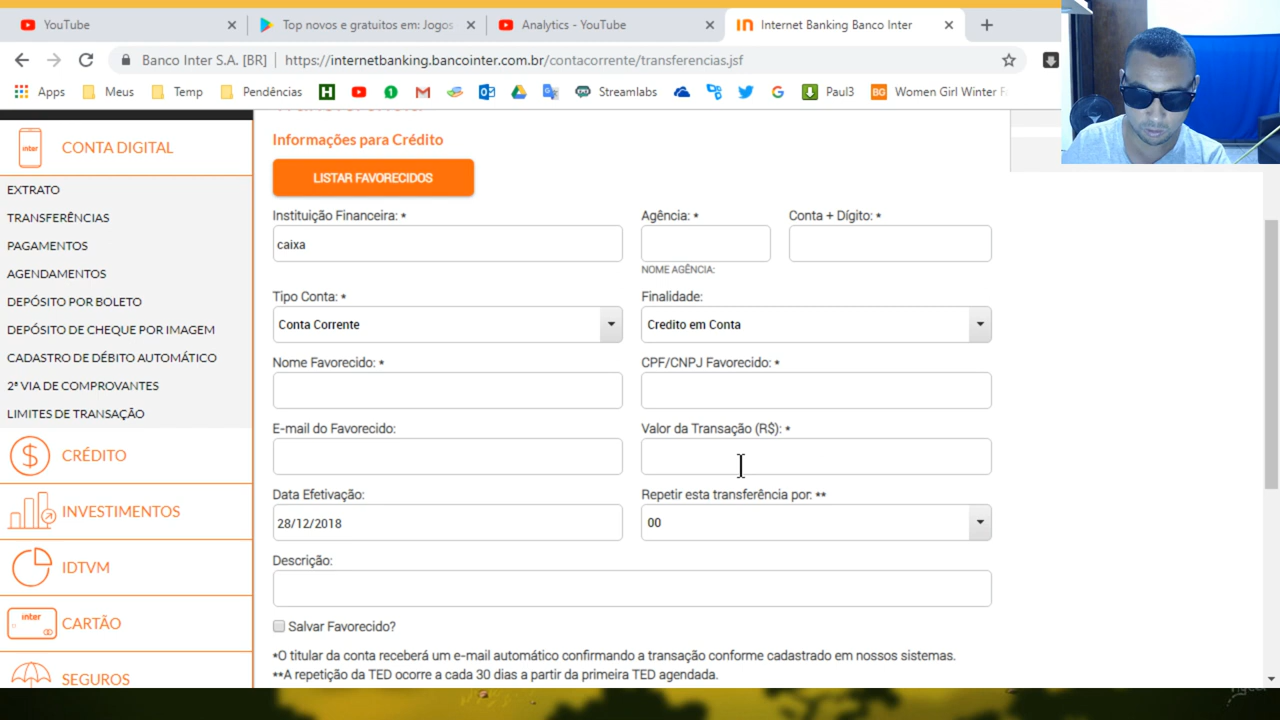 YouTube
Top novos e gratuitos em: Jogos
Analytics - YouTube
in Internet Banking Banco Inter
Banco Inter S.A. [BR] https://internetbanking.bancointer.com.br/contacorrente/transferencias.jsf
Apps Meus Temp Pendências H 1 Streamlabs G Paul3 BG Women Girl Winter F
Informações para Crédito
LISTAR FAVORECIDOS
inter CONTA DIGITAL
EXTRATO
TRANSFERÊNCIAS
PAGAMENTOS
AGENDAMENTOS
DEPÓSITO POR BOLETO
DEPÓSITO DE CHEQUE POR IMAGEM
CADASTRO DE DÉBITO AUTOMÁTICO
2ª VIA DE COMPROVANTES
LIMITES DE TRANSAÇÃO
$ CRÉDITO
INVESTIMENTOS
IDTVM
inter CARTÃO
SEGUROS
Instituição Financeira: * Agência: * Conta + Dígito: *
caixa
NOME AGÊNCIA:
Tipo Conta: * Finalidade:
Conta Corrente Credito em Conta
Nome Favorecido: * CPF/CNPJ Favorecido: *
E-mail do Favorecido: Valor da Transação (R$): *
Data Efetivação: Repetir esta transferência por: **
28/12/2018 00
Descrição:
Salvar Favorecido?
*O titular da conta receberá um e-mail automático confirmando a transação conforme cadastrado em nossos sistemas.
**A repetição da TED ocorre a cada 30 dias a partir da primeira TED agendada.